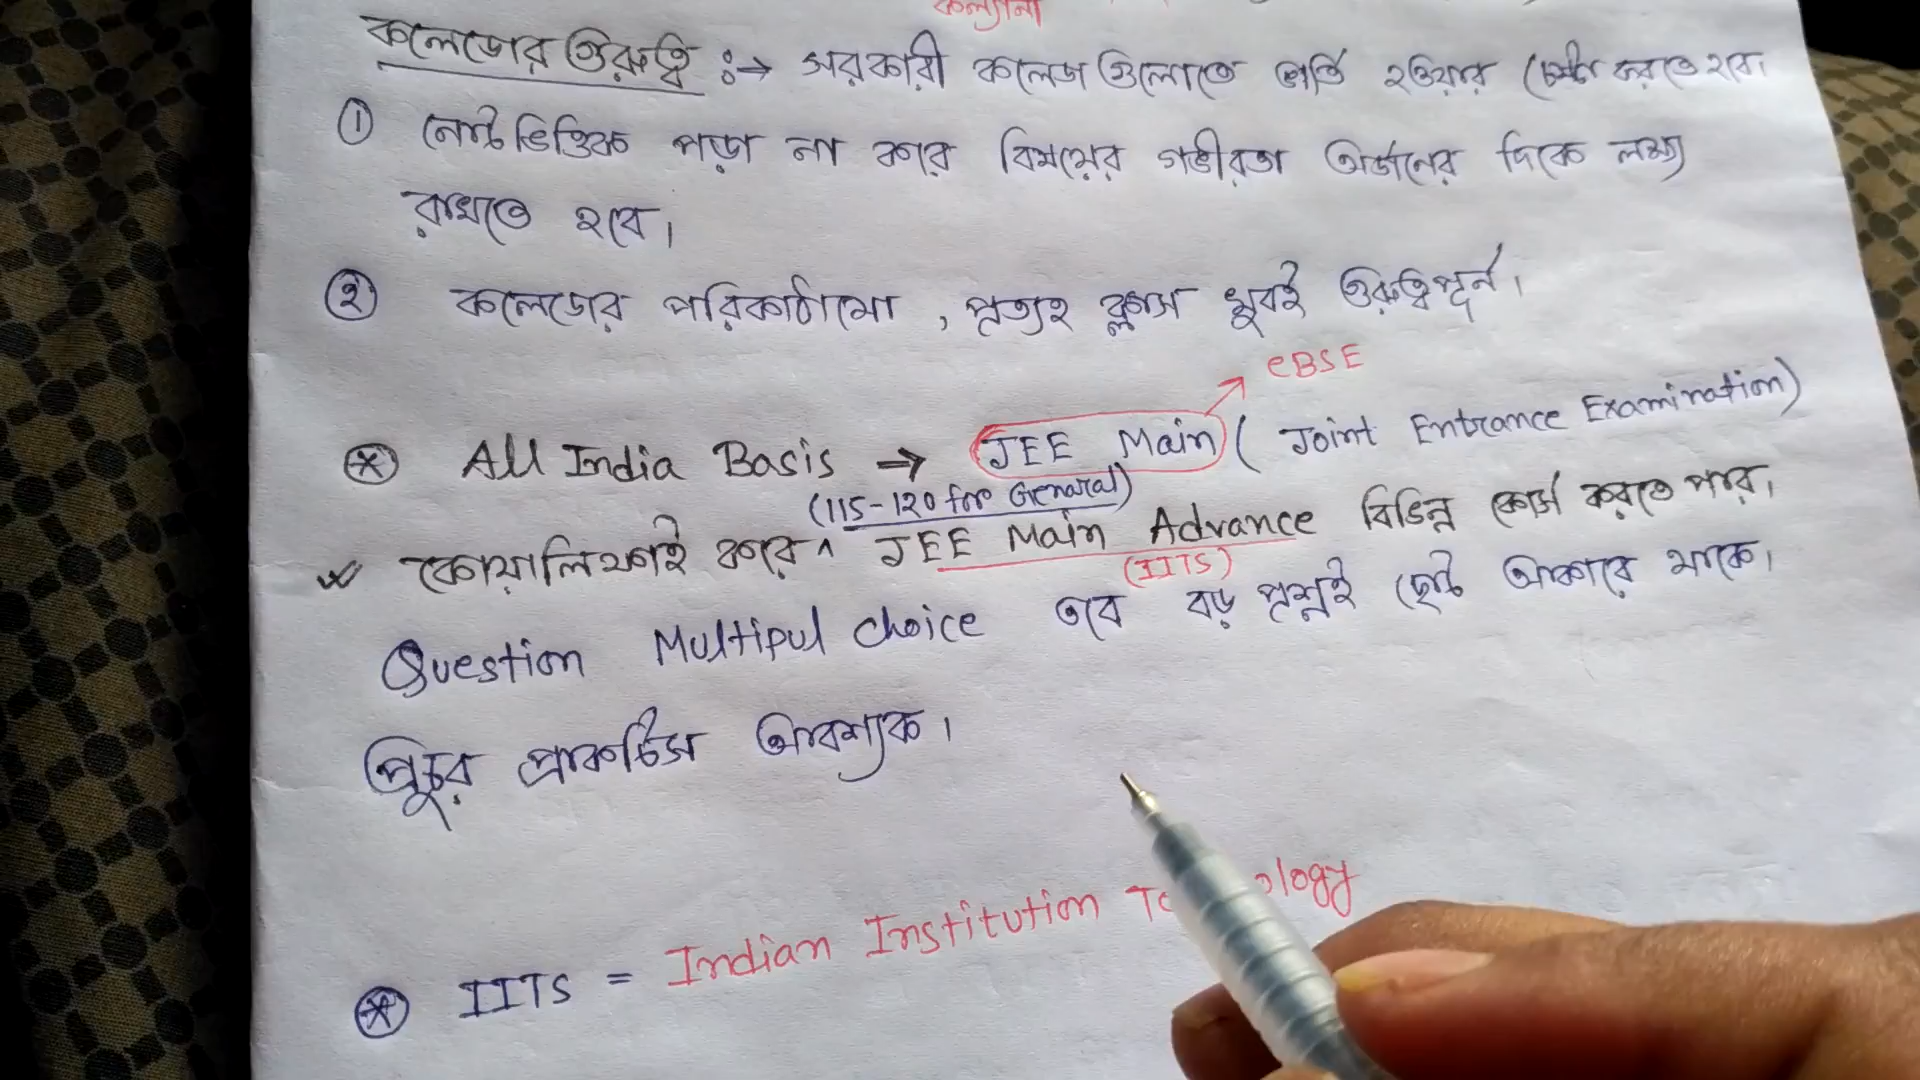 কল্যানী
কলেজের গুরুত্ব :→ সরকারী কলেজ গুলোতে ভর্তি হওয়ার চেষ্টা করতে হবে।
① নোট ভিত্তিক পড়া না করে বিষয়ের গভীরতা অর্জনের দিকে লক্ষ্য
রাখতে হবে।
② কলেজের পরিকাঠামো , প্রত্যহ ক্লাস খুবই গুরুত্বিপূর্ন।
CBSE
All India Basis → JEE Main ( Joint Entrance Examination)
(115-120 for General)
কোয়ালিফাই করে ^ JEE Main Advance বিভিন্ন কোর্স করতে পারে।
(IITS)
Question Multipul choice তবে বড় প্রশ্নই ছোট আকারে থাকে।
প্রচুর প্রাকটিস আবশ্যক।
IITS = Indian Institution ology